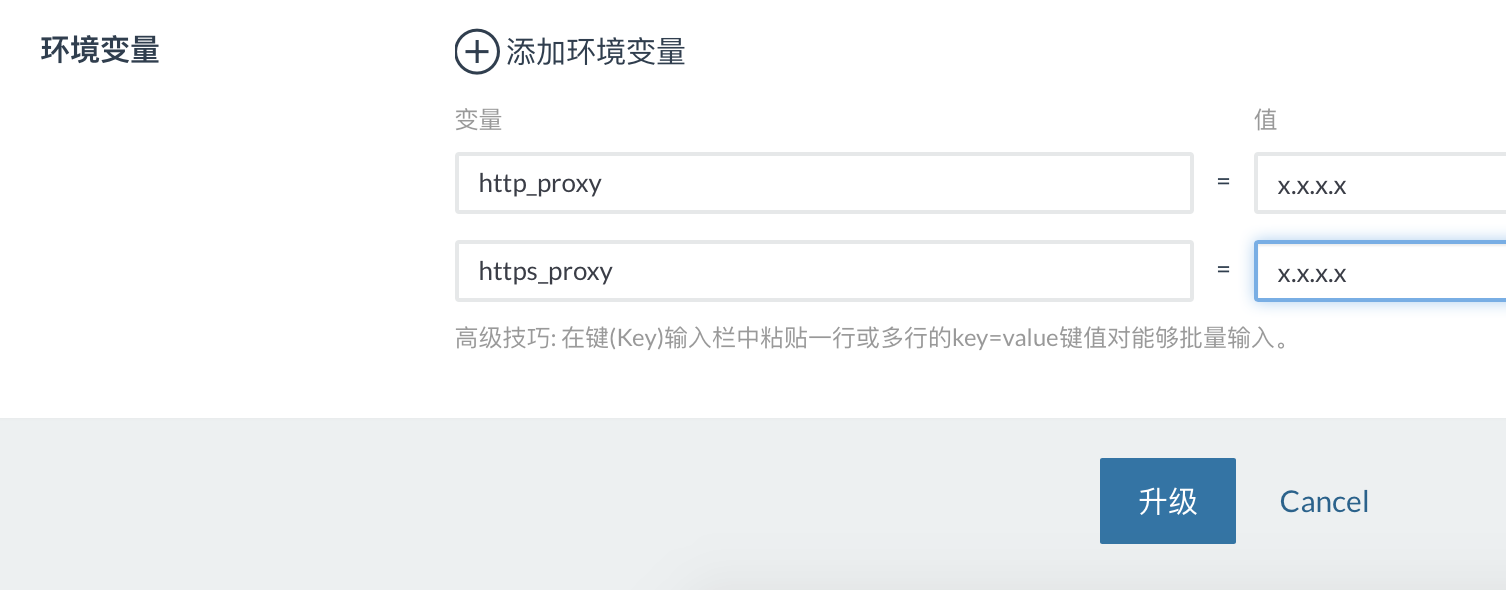 环境变量
添加环境变量
变量 值
http_proxy = x.x.x.x
https_proxy = x.x.x.x
高级技巧: 在键(Key)输入栏中粘贴一行或多行的key=value键值对能够批量输入。
升级 Cancel